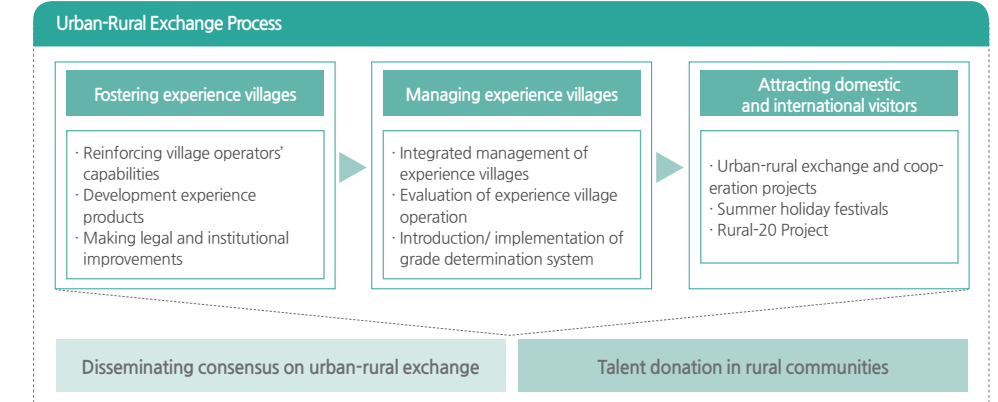 Urban-Rural Exchange Process
Fostering experience villages
· Reinforcing village operators'
capabilities
· Development experience
products
· Making legal and institutional
improvements
Managing experience villages
· Integrated management of
experience villages
· Evaluation of experience village
operation
· Introduction/ implementation of
grade determination system
Attracting domestic
and international visitors
· Urban-rural exchange and coop-
eration projects
· Summer holiday festivals
· Rural-20 Project
Disseminating consensus on urban-rural exchange
Talent donation in rural communities